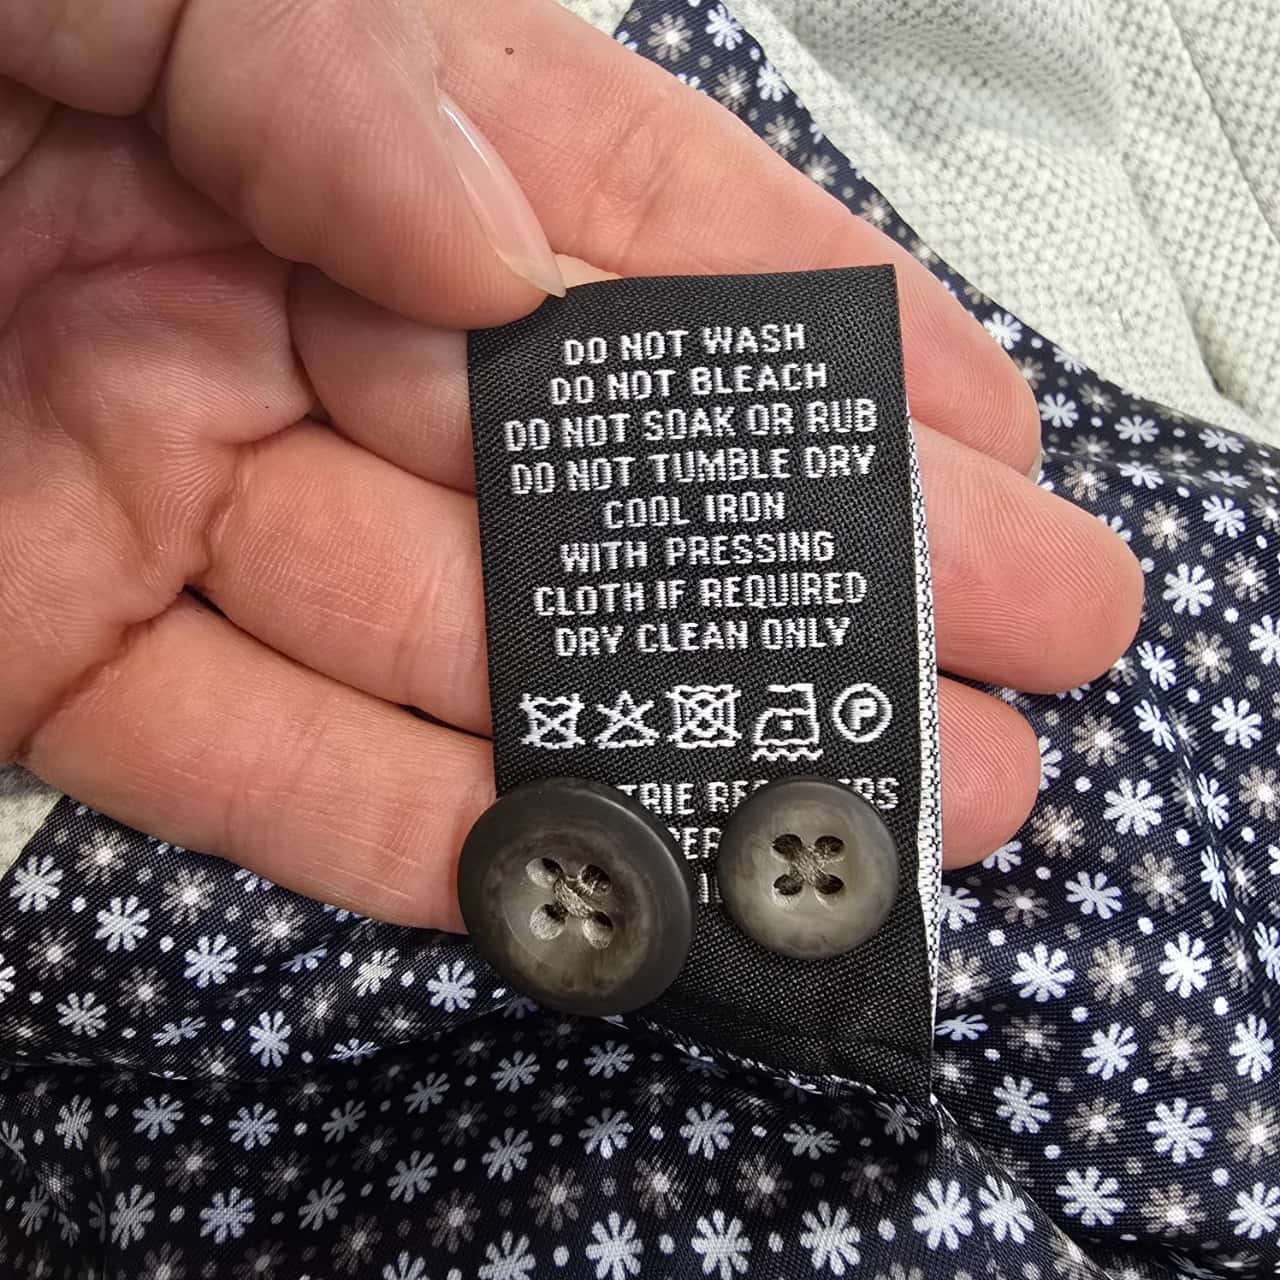 DO NOT WASH
DO NOT BLEACH
DO NOT SOAK OR RUB
DO NOT TUMBLE DRY
COOL IRON
WITH PRESSING
CLOTH IF REQUIRED
DRY CLEAN ONLY
P